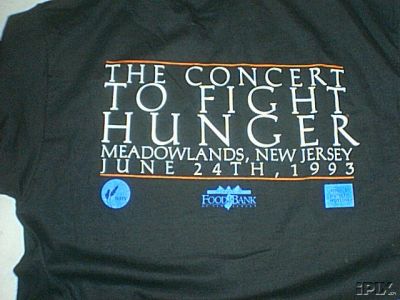 THE CONCERT
TO FIGHT
HUNGER
MEADOWLANDS, NEW JERSEY
JUNE 24TH, 1993
FOODBANK
iPIX